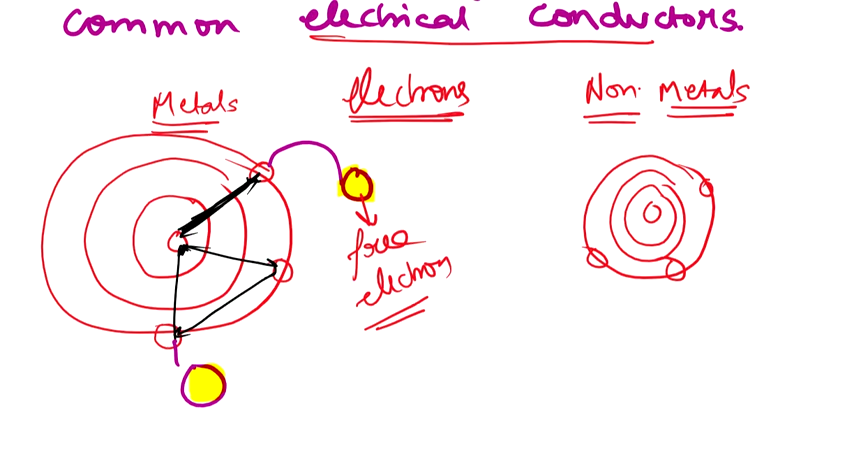 common electrical conductors.
Metals
electrons
Non. Metals
free
electron